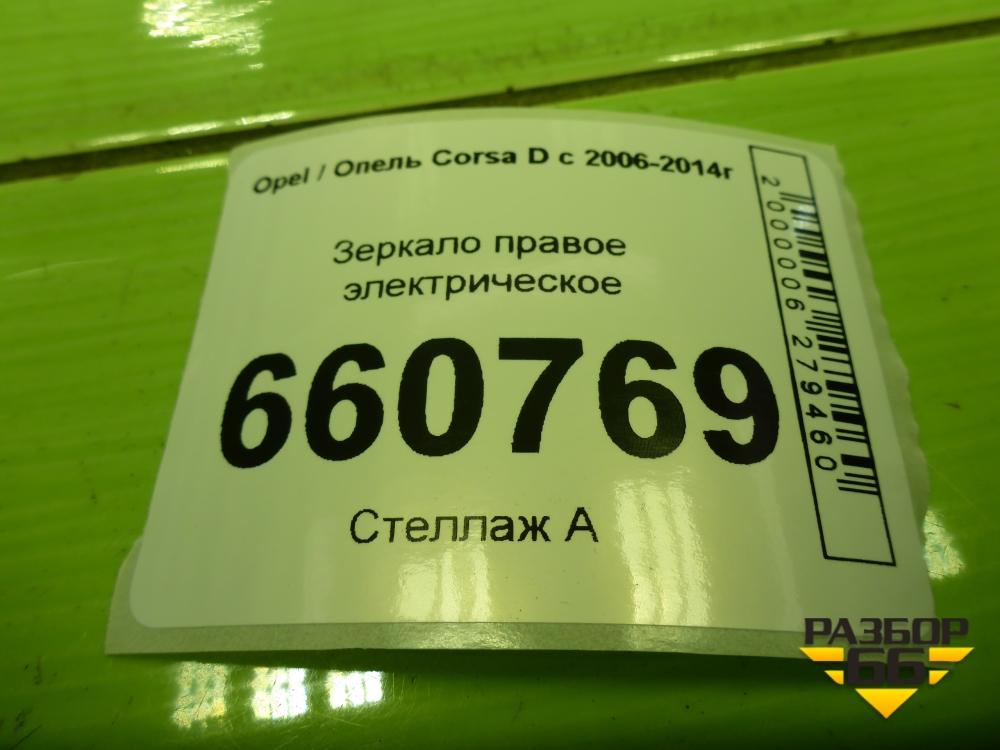 Opel / Опель Corsa D с 2006-2014г
Зеркало правое
электрическое
660769
Стеллаж А
2000006279460
РАЗБОР
66